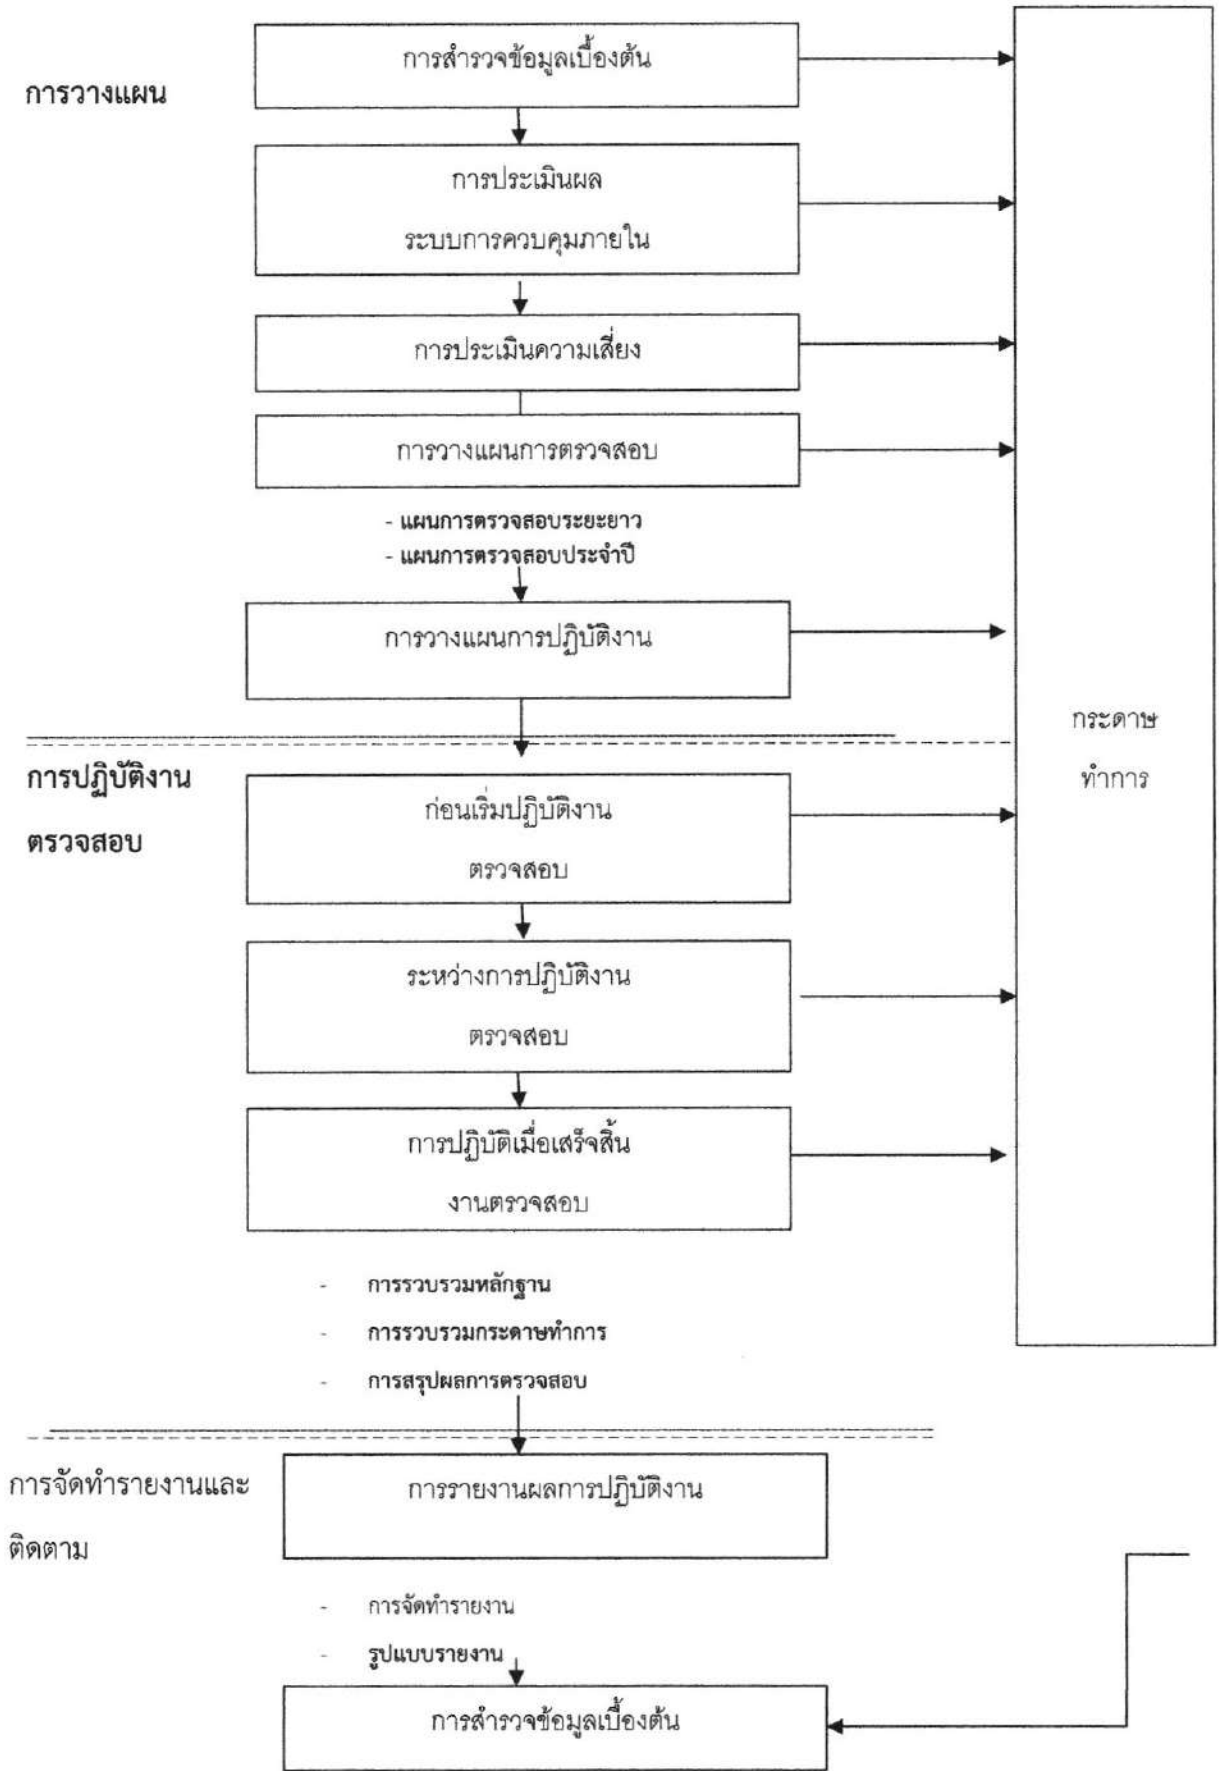 การวางแผน
การสำรวจข้อมูลเบื้องต้น
การประเมินผล
ระบบการควบคุมภายใน
การประเมินความเสี่ยง
การวางแผนการตรวจสอบ
- แผนการตรวจสอบระยะยาว
- แผนการตรวจสอบประจำปี
การวางแผนการปฏิบัติงาน
กระดาษ
ทำการ
การปฏิบัติงาน
ตรวจสอบ
ก่อนเริ่มปฏิบัติงาน
ตรวจสอบ
ระหว่างการปฏิบัติงาน
ตรวจสอบ
การปฏิบัติเมื่อเสร็จสิ้น
งานตรวจสอบ
- การรวบรวมหลักฐาน
- การรวบรวมกระดาษทำการ
- การสรุปผลการตรวจสอบ
การจัดทำรายงานและ
ติดตาม
การรายงานผลการปฏิบัติงาน
- การจัดทำรายงาน
- รูปแบบรายงาน
การสำรวจข้อมูลเบื้องต้น